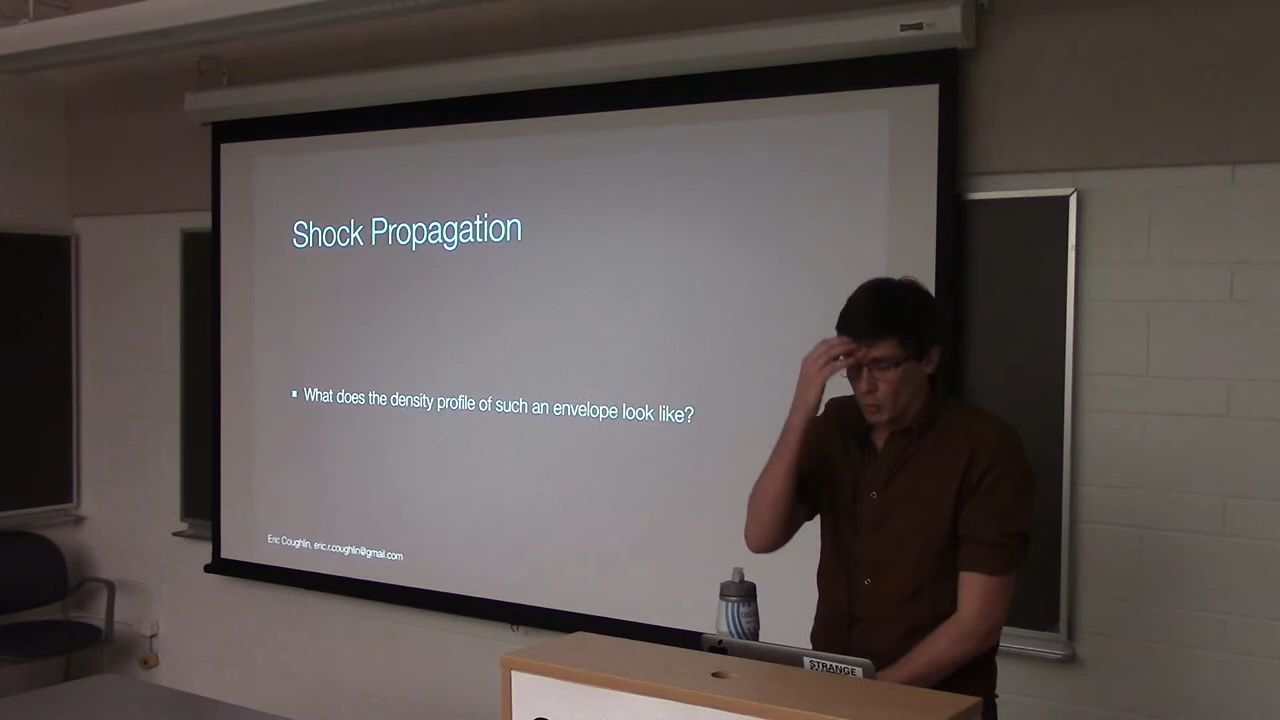 Shock Propagation
▪ What does the density profile of such an envelope look like?
Eric Coughlin, eric.r.coughlin@gmail.com
STRANGE